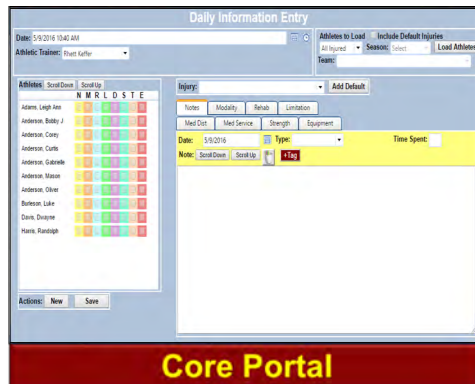 Daily Information Entry
Date: 5/9/2016 10:40 AM
Athletic Trainer: Rhett Kaffer
Athletes to Load Include Default Injuries
All Injured Season: Select Load Athletes
Team:
Athletes Scroll Down Scroll Up
N M R L D S T E
Adams, Leigh Ann
Anderson, Bobby J
Anderson, Corey
Anderson, Curtis
Anderson, Gabrielle
Anderson, Mason
Anderson, Oliver
Burleson, Luke
Davis, Dwayne
Harris, Randolph
Actions: New Save
Injury: Add Default
Notes Modality Rehab Limitation
Med Dist Med Service Strength Equipment
Date: 5/9/2016 Type: Time Spent:
Note: Scroll Down Scroll Up +Tag
Core Portal